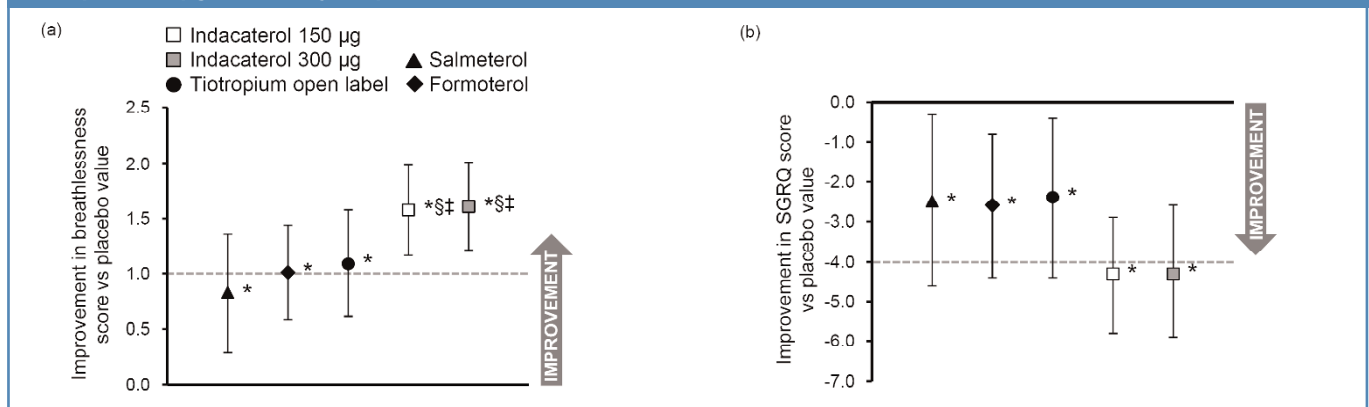 (a)
Indacaterol 150 µg
Indacaterol 300 µg
Tiotropium open label
Salmeterol
Formoterol
Improvement in breathlessness
score vs placebo value
2.5
2.0
1.5
1.0
0.5
0.0
*
*
*
*§‡
*§‡
IMPROVEMENT
(b)
Improvement in SGRQ score
vs placebo value
0.0
-1.0
-2.0
-3.0
-4.0
-5.0
-6.0
-7.0
*
*
*
*
*
IMPROVEMENT